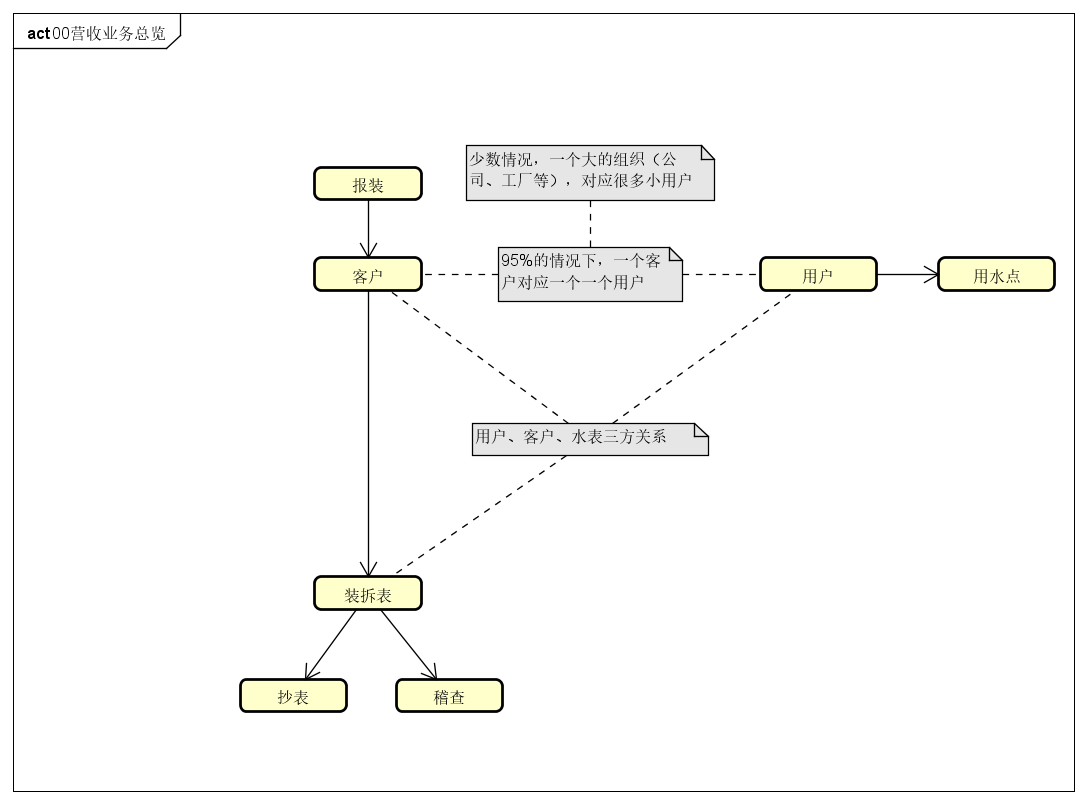 act 00营收业务总览
少数情况，一个大的组织（公
司、工厂等），对应很多小用户
报装
95%的情况下，一个客
户对应一个一个用户
客户
用户
用水点
用户、客户、水表三方关系
装拆表
抄表
稽查